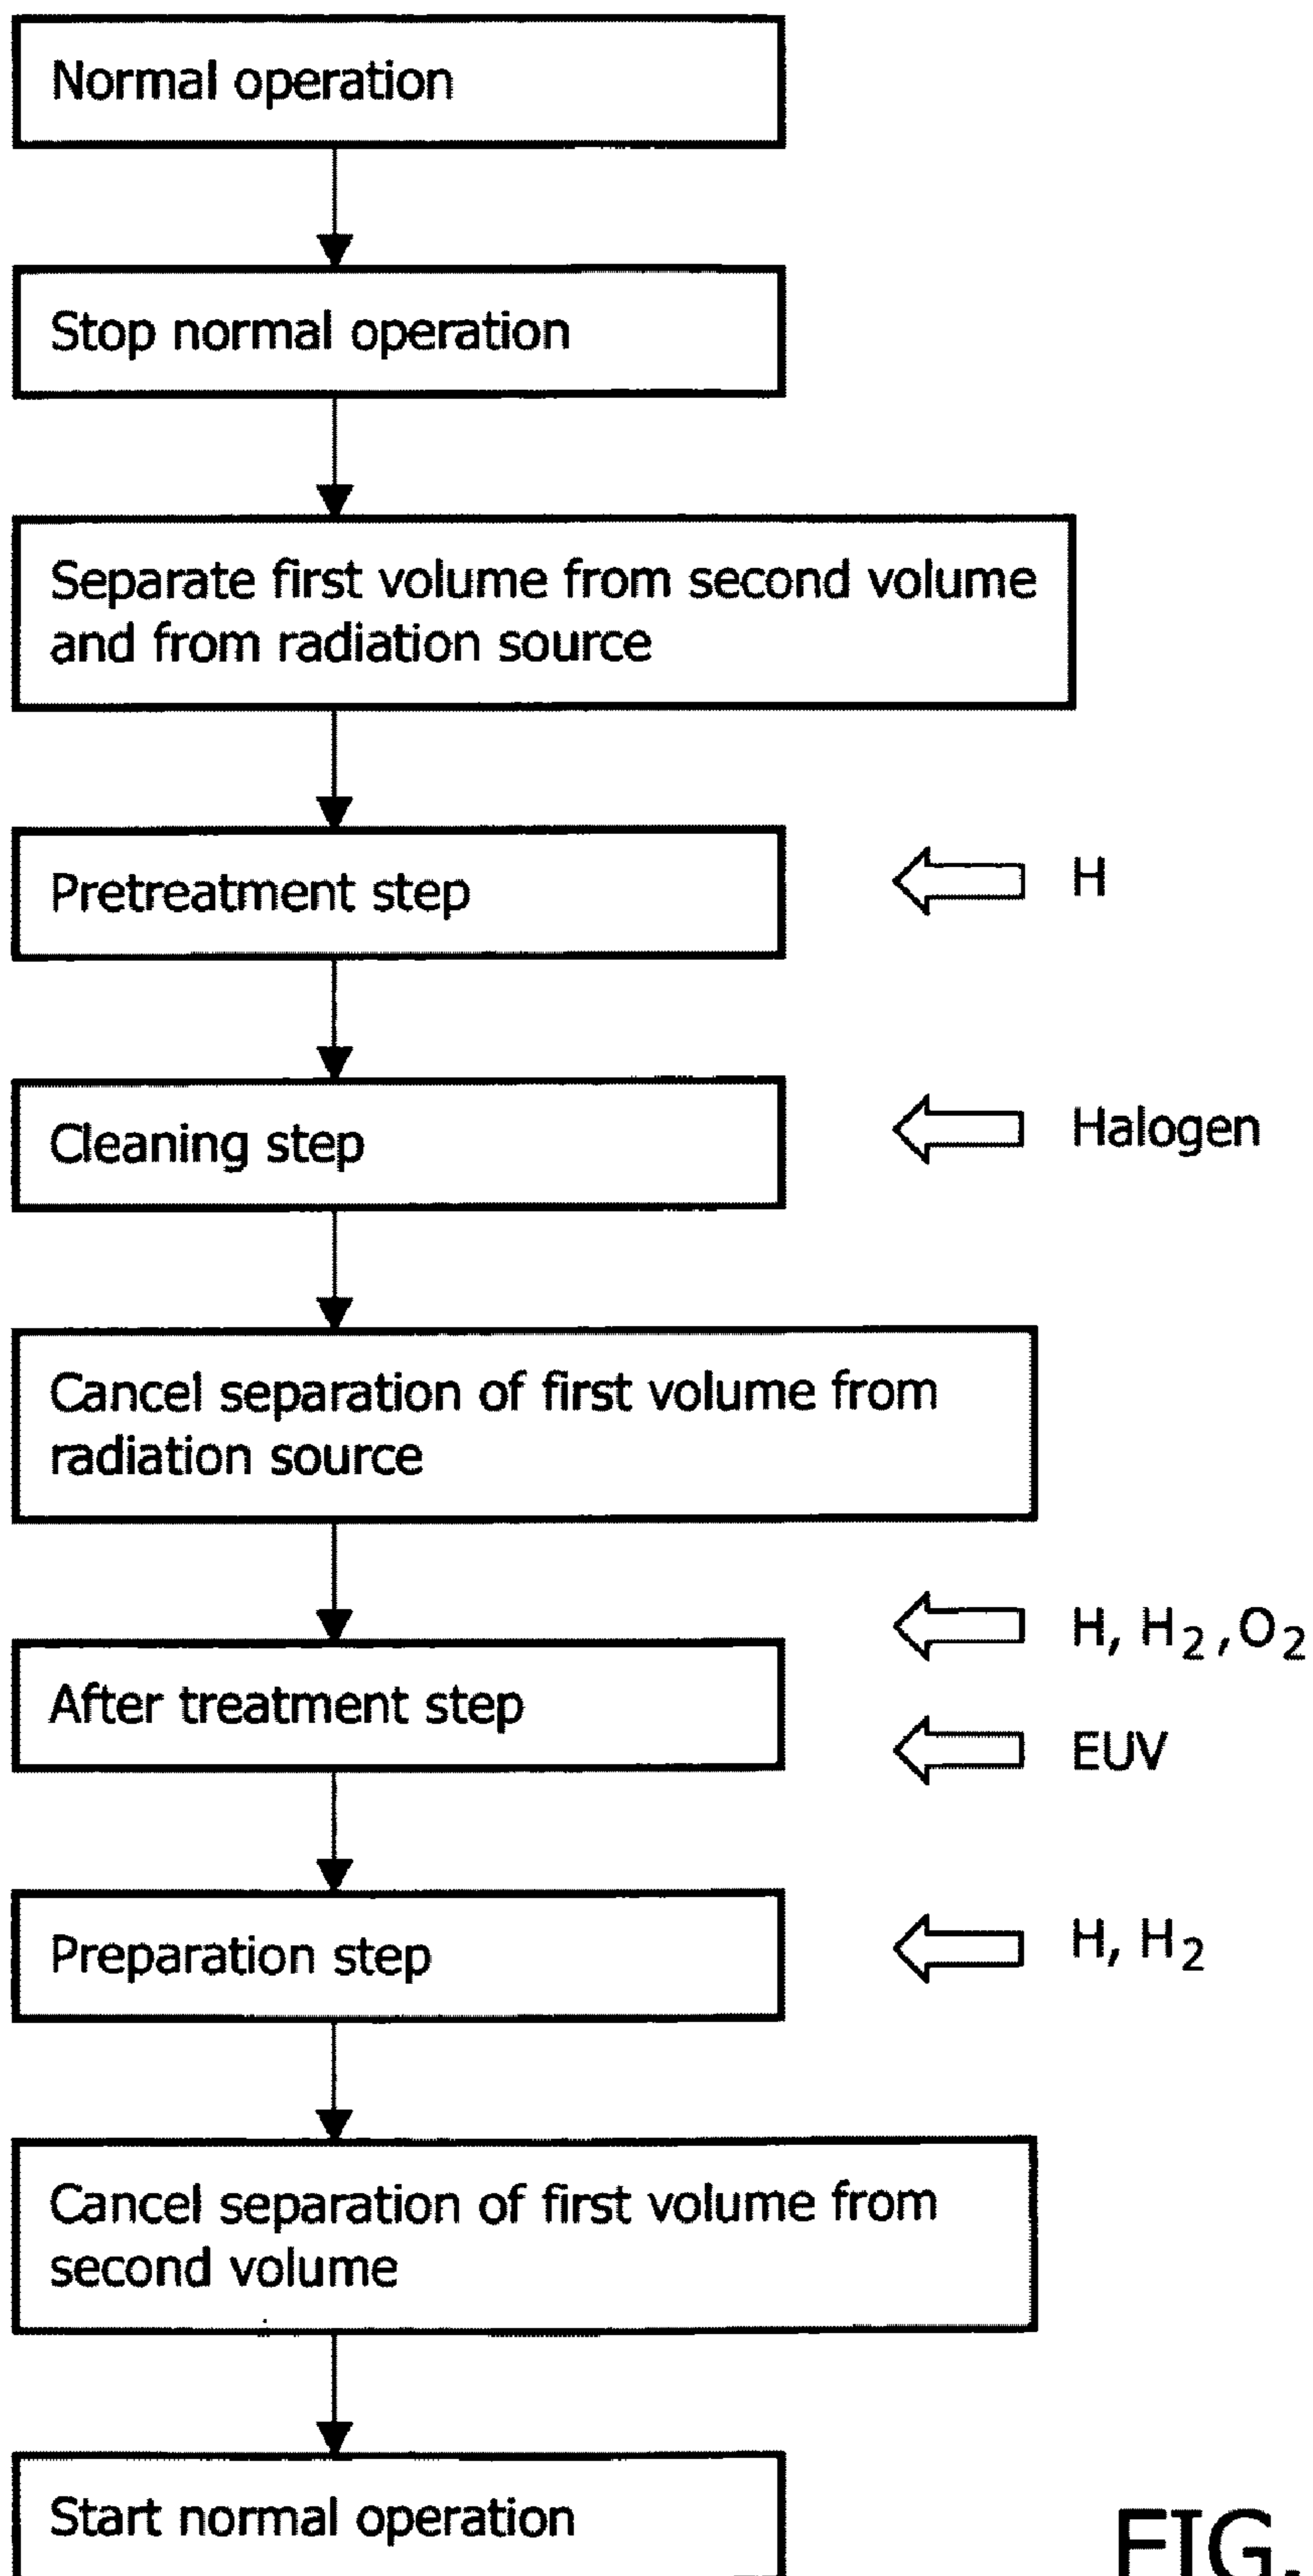 Normal operation
Stop normal operation
Separate first volume from second volume
and from radiation source
Pretreatment step
H
Cleaning step
Halogen
Cancel separation of first volume from
radiation source
H, H₂, O₂
After treatment step
EUV
Preparation step
H, H₂
Cancel separation of first volume from
second volume
Start normal operation
FIG.